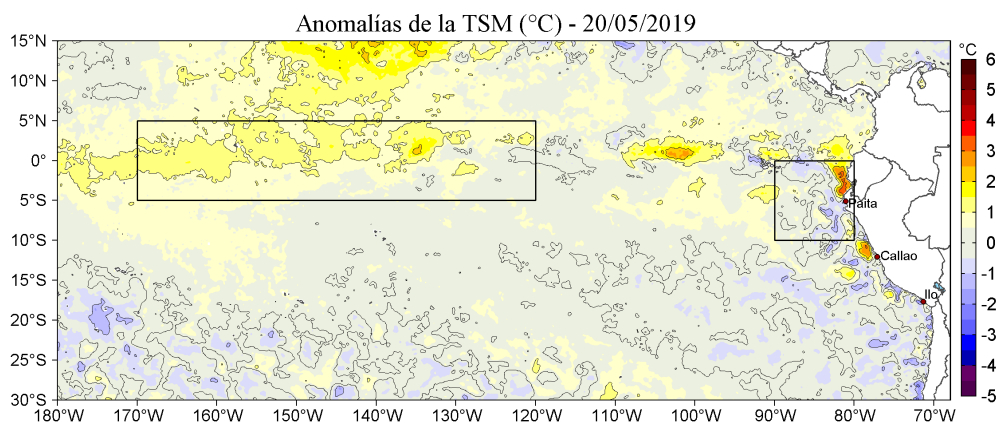 Anomalías de la TSM (°C) - 20/05/2019
15°N
10°N
5°N
0°
5°S
10°S
15°S
20°S
25°S
30°S
180°W
170°W
160°W
150°W
140°W
130°W
120°W
110°W
100°W
90°W
80°W
70°W
Paita
Callao
Ilo
°C
6
5
4
3
2
1
0
-1
-2
-3
-4
-5